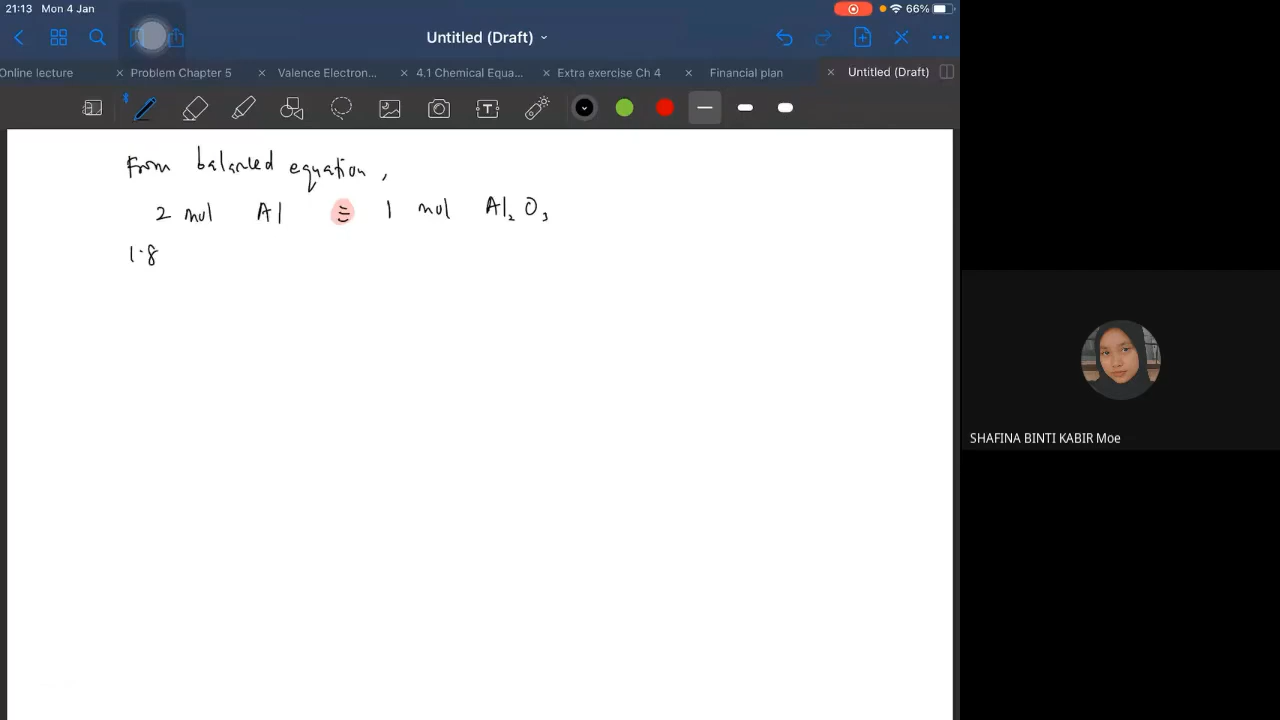 21:13 Mon 4 Jan
66%
Untitled (Draft)
Online lecture
Problem Chapter 5
Valence Electron...
4.1 Chemical Equa...
Extra exercise Ch 4
Financial plan
Untitled (Draft)
From balanced equation,
2 mol Al ≡ 1 mol Al₂O₃
1.8
SHAFINA BINTI KABIR Moe